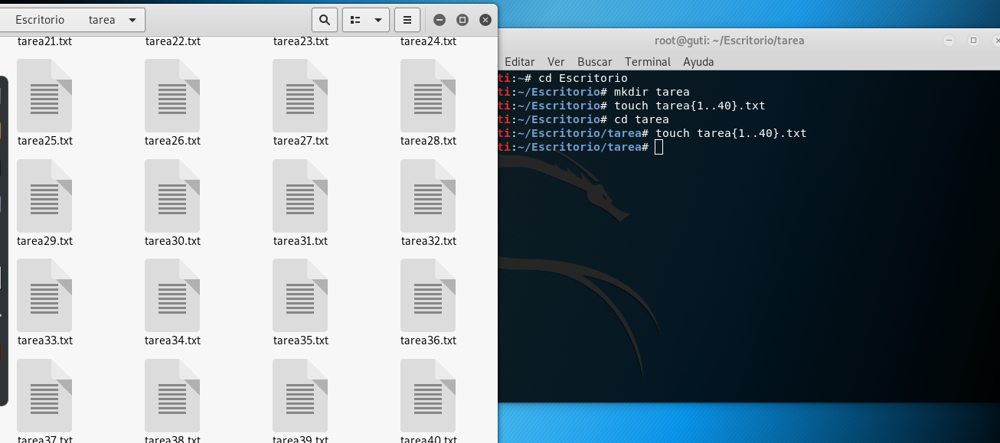 Escritorio tarea
tarea21.txt tarea22.txt tarea23.txt tarea24.txt
tarea25.txt tarea26.txt tarea27.txt tarea28.txt
tarea29.txt tarea30.txt tarea31.txt tarea32.txt
tarea33.txt tarea34.txt tarea35.txt tarea36.txt
tarea37.txt tarea38.txt tarea39.txt tarea40.txt
root@guti: ~/Escritorio/tarea
Editar Ver Buscar Terminal Ayuda
ti:~# cd Escritorio
ti:~/Escritorio# mkdir tarea
ti:~/Escritorio# touch tarea{1..40}.txt
ti:~/Escritorio# cd tarea
ti:~/Escritorio/tarea# touch tarea{1..40}.txt
ti:~/Escritorio/tarea#